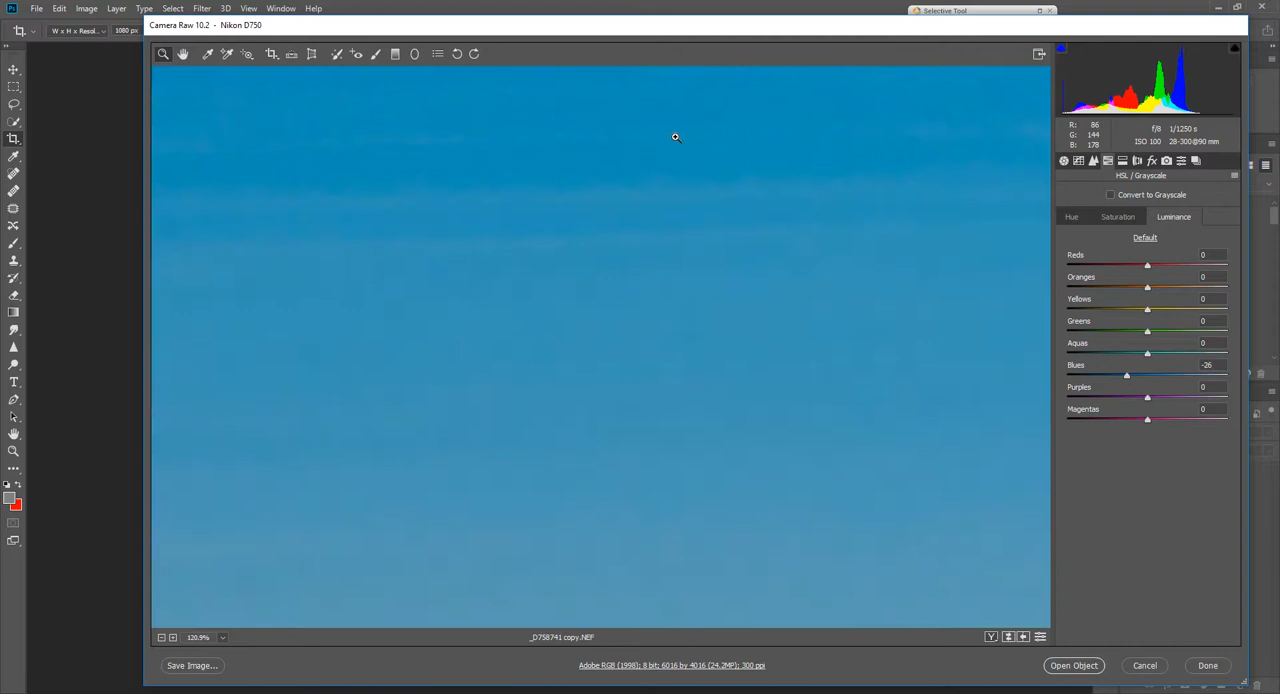 Ps File Edit Image Layer Type Select Filter 3D View Window Help
Selective Tool
W x H x Resol... 1080 px
Camera Raw 10.2 - Nikon D750
R: 86
G: 144
B: 178
f/8 1/1250 s
ISO 100 28-300@90 mm
HSL / Grayscale
Convert to Grayscale
Hue Saturation Luminance
Default
Reds 0
Oranges 0
Yellows 0
Greens 0
Aquas 0
Blues -26
Purples 0
Magentas 0
120.9%
_D758741 copy.NEF
Y
Save Image...
Adobe RGB (1998); 8 bit; 6016 by 4016 (24.2MP); 300 ppi
Open Object Cancel Done